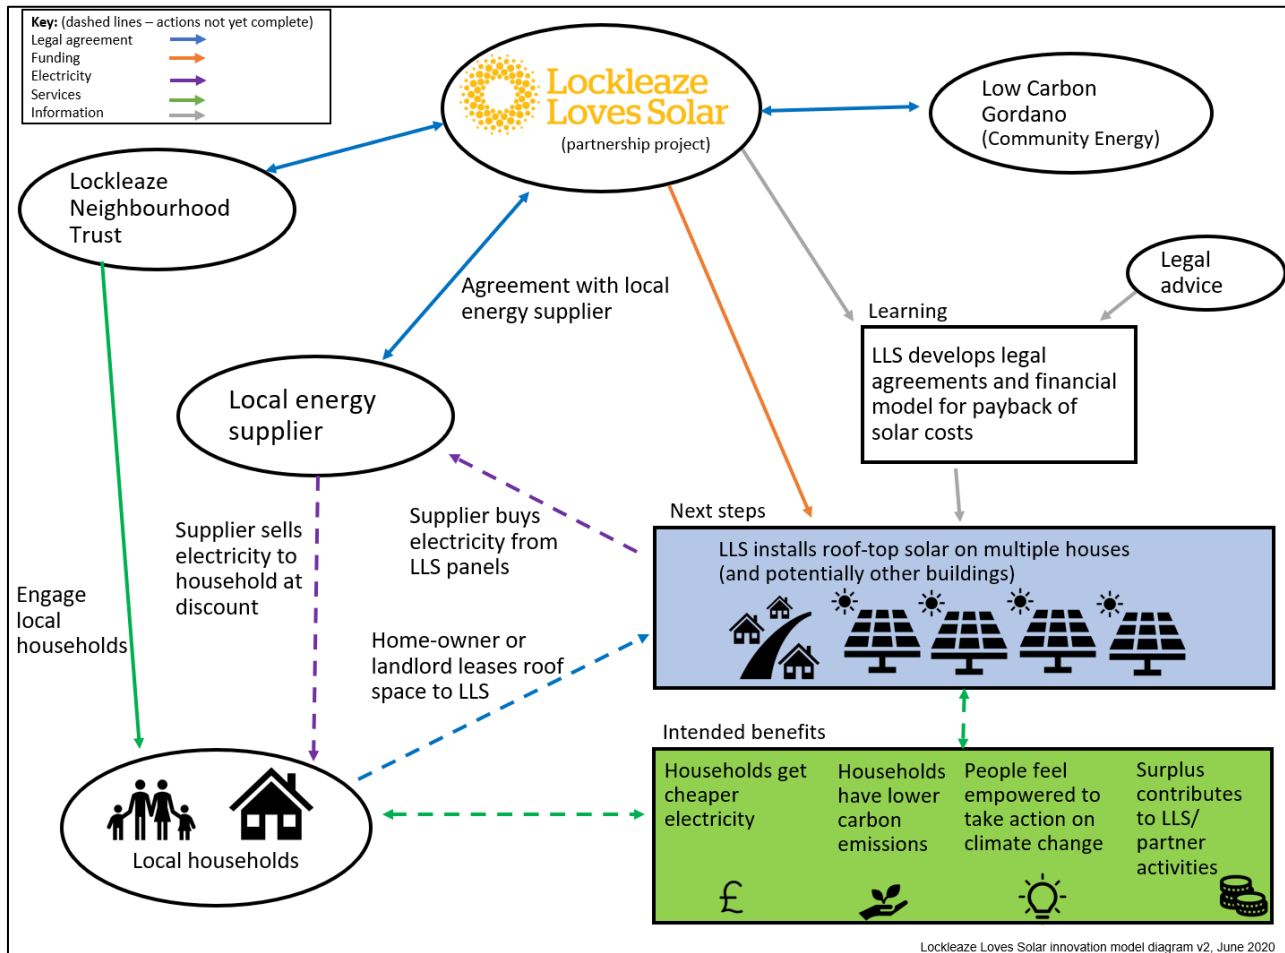 Key: (dashed lines – actions not yet complete)
Legal agreement
Funding
Electricity
Services
Information
Lockleaze
Loves Solar
(partnership project)
Low Carbon
Gordano
(Community Energy)
Lockleaze
Neighbourhood
Trust
Legal
advice
Agreement with local
energy supplier
Learning
LLS develops legal
agreements and financial
model for payback of
solar costs
Local energy
supplier
Supplier sells
electricity to
household at
discount
Supplier buys
electricity from
LLS panels
Engage
local
households
Home-owner or
landlord leases roof
space to LLS
Next steps
LLS installs roof-top solar on multiple houses
(and potentially other buildings)
Intended benefits
Households get
cheaper
electricity
£
Households
have lower
carbon
emissions
People feel
empowered to
take action on
climate change
Surplus
contributes
to LLS/
partner
activities
Local households
Lockleaze Loves Solar innovation model diagram v2, June 2020